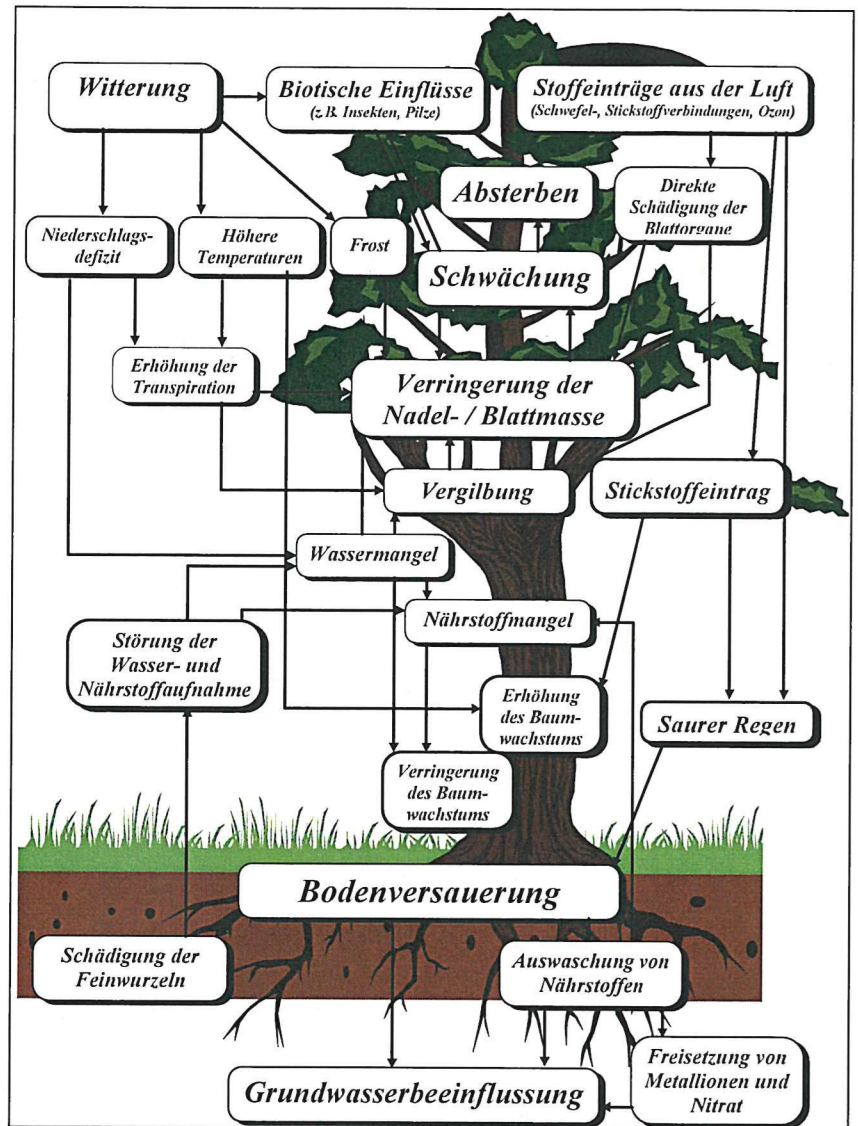 Witterung
Biotische Einflüsse
(z.B. Insekten, Pilze)
Stoffeinträge aus der Luft
(Schwefel-, Stickstoffverbindungen, Ozon)
Absterben
Direkte
Schädigung der
Blattorgane
Niederschlags-
defizit
Höhere
Temperaturen
Frost
Schwächung
Erhöhung der
Transpiration
Verringerung der
Nadel- / Blattmasse
Vergilbung
Stickstoffeintrag
Wassermangel
Nährstoffmangel
Störung der
Wasser- und
Nährstoffaufnahme
Erhöhung
des Baum-
wachstums
Saurer Regen
Verringerung
des Baum-
wachstums
Bodenversauerung
Schädigung der
Feinwurzeln
Auswaschung von
Nährstoffen
Freisetzung von
Metallionen und
Nitrat
Grundwasserbeeinflussung